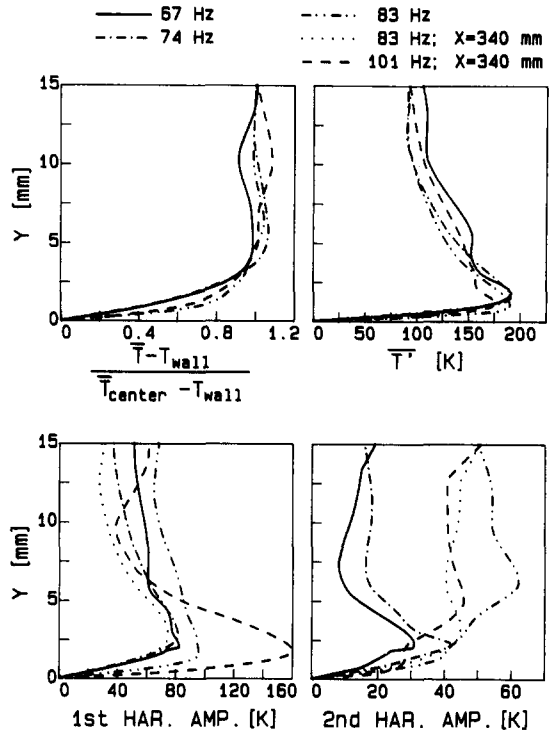 67 Hz
83 Hz
74 Hz
83 Hz; X=340 mm
101 Hz; X=340 mm
15
10
5
0
Y [mm]
0 0.4 0.8 1.2
T̿-Twall
T̿center -Twall
0 50 100 150 200
T' [K]
15
10
5
0
Y [mm]
0 40 80 120 160
1st HAR. AMP.[K]
0 20 40 60
2nd HAR. AMP.[K]